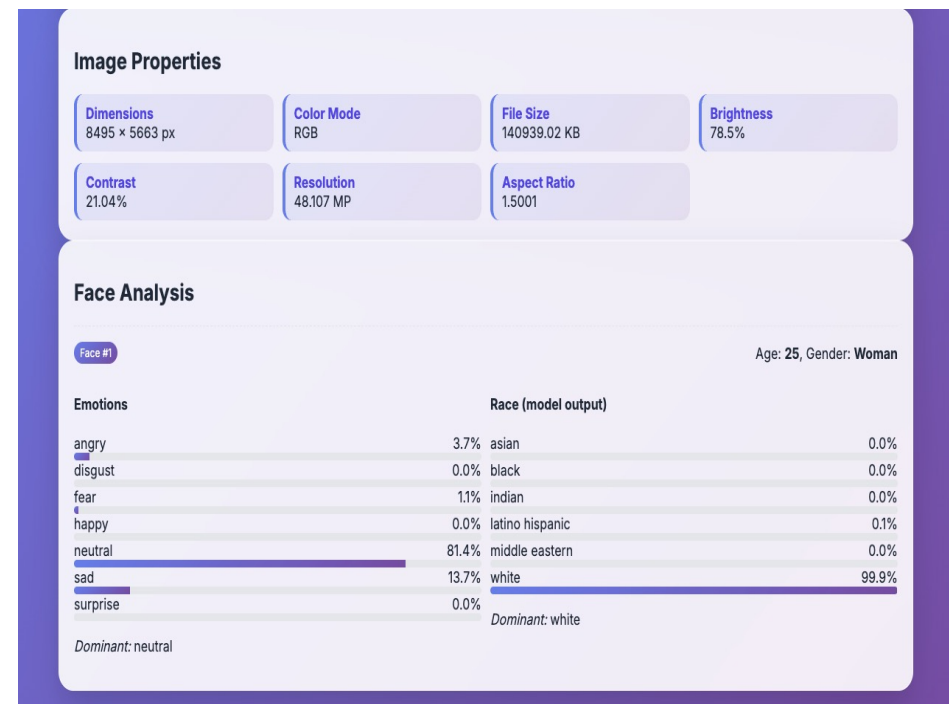 Image Properties
Dimensions
8495 × 5663 px
Color Mode
RGB
File Size
140939.02 KB
Brightness
78.5%
Contrast
21.04%
Resolution
48.107 MP
Aspect Ratio
1.5001
Face Analysis
Face #1
Age: 25, Gender: Woman
Emotions
angry 3.7%
disgust 0.0%
fear 1.1%
happy 0.0%
neutral 81.4%
sad 13.7%
surprise 0.0%
Dominant: neutral
Race (model output)
asian 0.0%
black 0.0%
indian 0.0%
latino hispanic 0.1%
middle eastern 0.0%
white 99.9%
Dominant: white